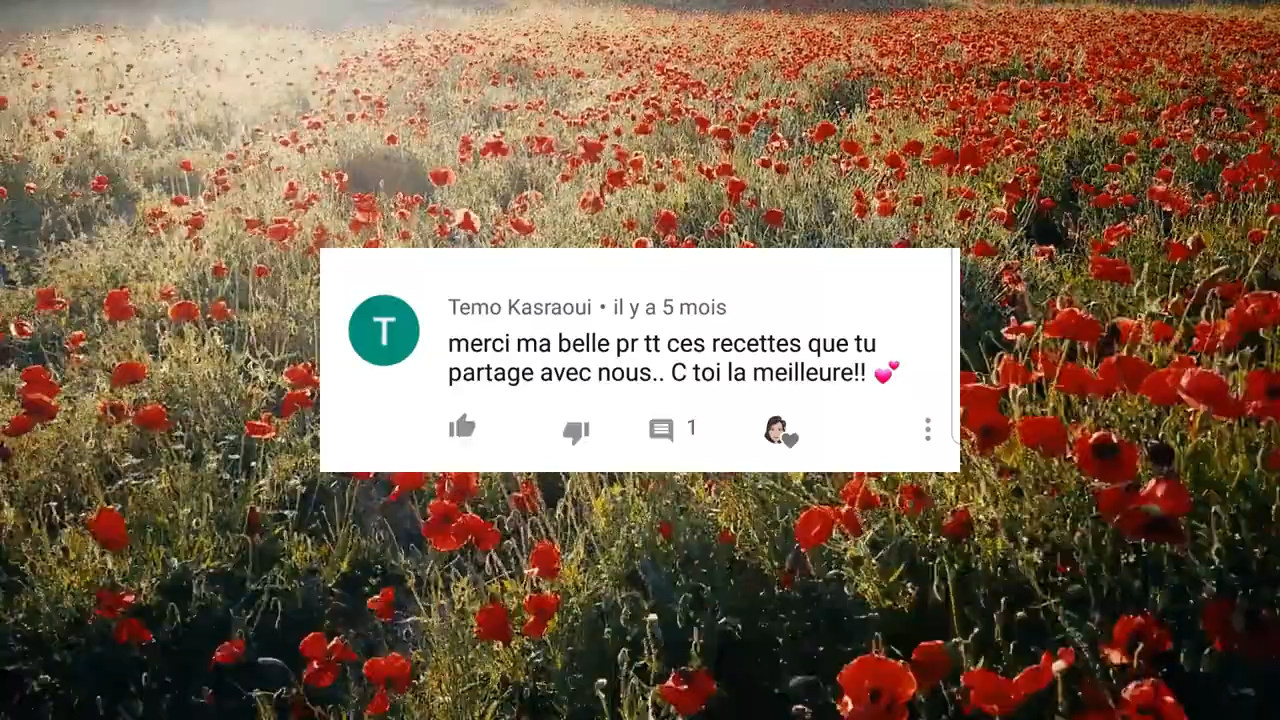 T
Temo Kasraoui • il y a 5 mois
merci ma belle pr tt ces recettes que tu
partage avec nous.. C toi la meilleure!! 💕
1